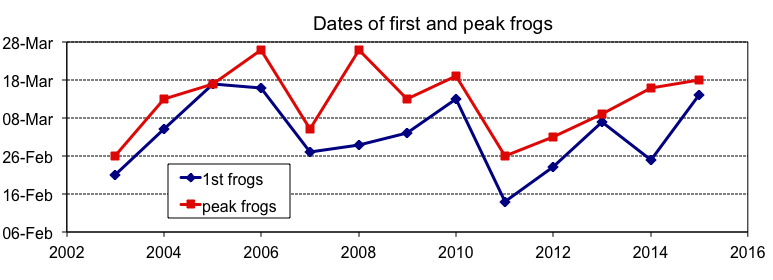 Dates of first and peak frogs
28-Mar
18-Mar
08-Mar
26-Feb
16-Feb
06-Feb
1st frogs
peak frogs
2002 2004 2006 2008 2010 2012 2014 2016